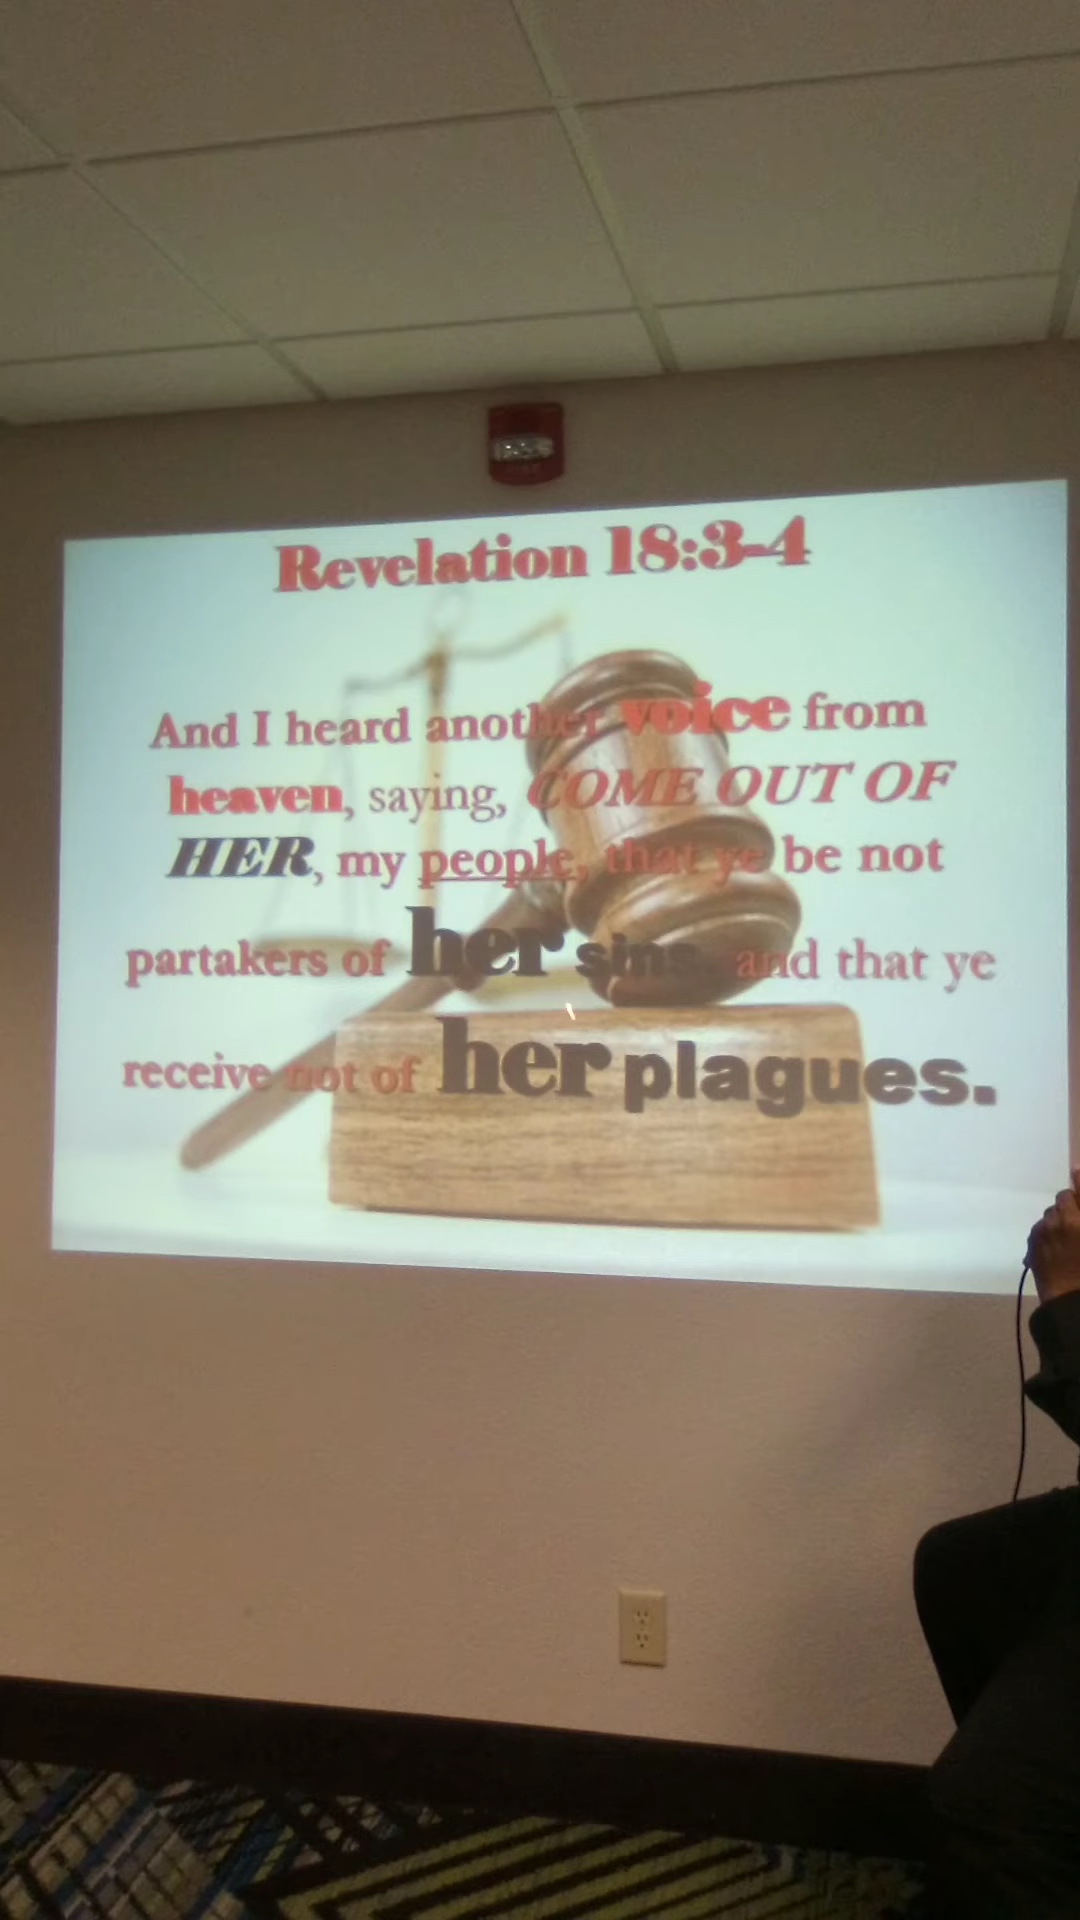 Revelation 18:3-4
And I heard another voice from
heaven, saying, COME OUT OF
HER, my people, that ye be not
partakers of her sins, and that ye
receive not of her plagues.